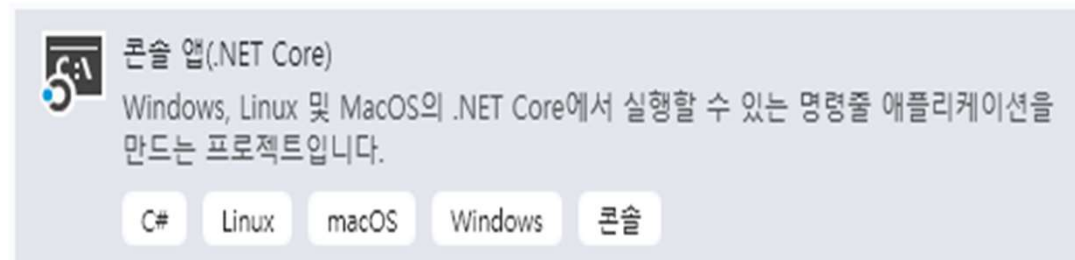 C:\
콘솔 앱(.NET Core)
Windows, Linux 및 MacOS의 .NET Core에서 실행할 수 있는 명령줄 애플리케이션을
만드는 프로젝트입니다.
C# Linux macOS Windows 콘솔